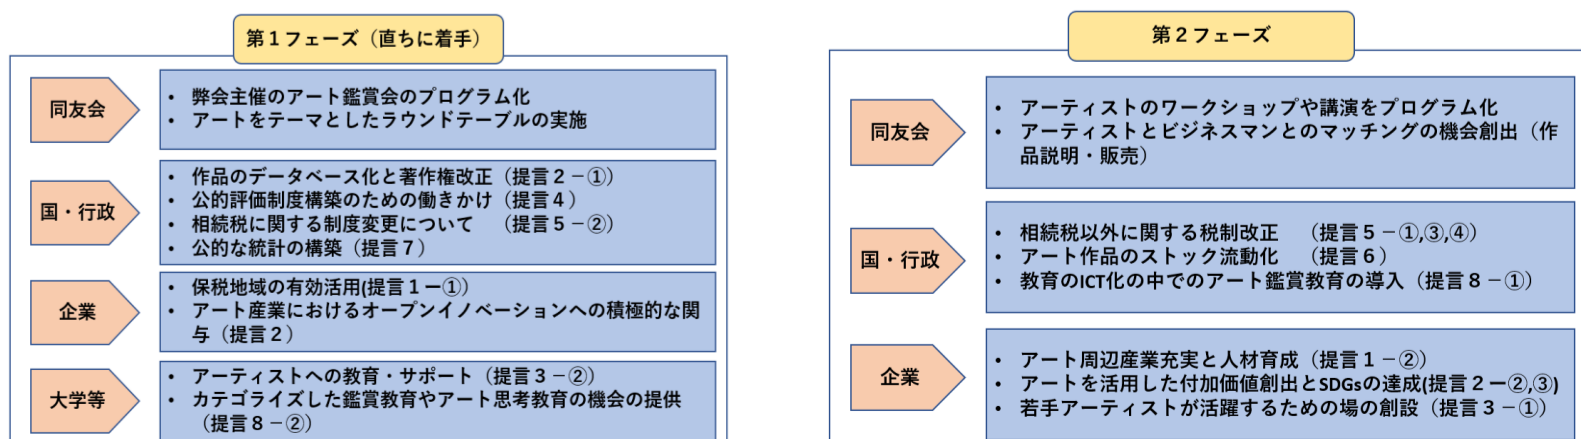 第１フェーズ（直ちに着手）
同友会
• 弊会主催のアート鑑賞会のプログラム化
• アートをテーマとしたラウンドテーブルの実施
国・行政
• 作品のデータベース化と著作権改正（提言２－①）
• 公的評価制度構築のための働きかけ（提言４）
• 相続税に関する制度変更について　（提言５－②）
• 公的な統計の構築（提言７）
企業
• 保税地域の有効活用(提言１ー①）
• アート産業におけるオープンイノベーションへの積極的な関
与（提言２）
大学等
• アーティストへの教育・サポート（提言３－②）
• カテゴライズした鑑賞教育やアート思考教育の機会の提供
（提言８－②）
第２フェーズ
同友会
• アーティストのワークショップや講演をプログラム化
• アーティストとビジネスマンとのマッチングの機会創出（作
品説明・販売）
国・行政
• 相続税以外に関する税制改正　（提言５－①,③,④）
• アート作品のストック流動化　（提言６）
• 教育のICT化の中でのアート鑑賞教育の導入（提言８－①）
企業
• アート周辺産業充実と人材育成（提言１－②）
• アートを活用した付加価値創出とSDGsの達成(提言２ー②,③)
• 若手アーティストが活躍するための場の創設（提言３－①）